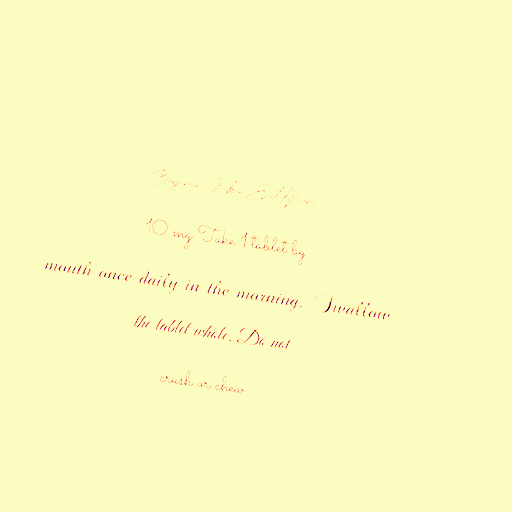 10 mg Take 1 tablet by
mouth once daily in the morning. Swallow
the tablet whole. Do not
crush or chew